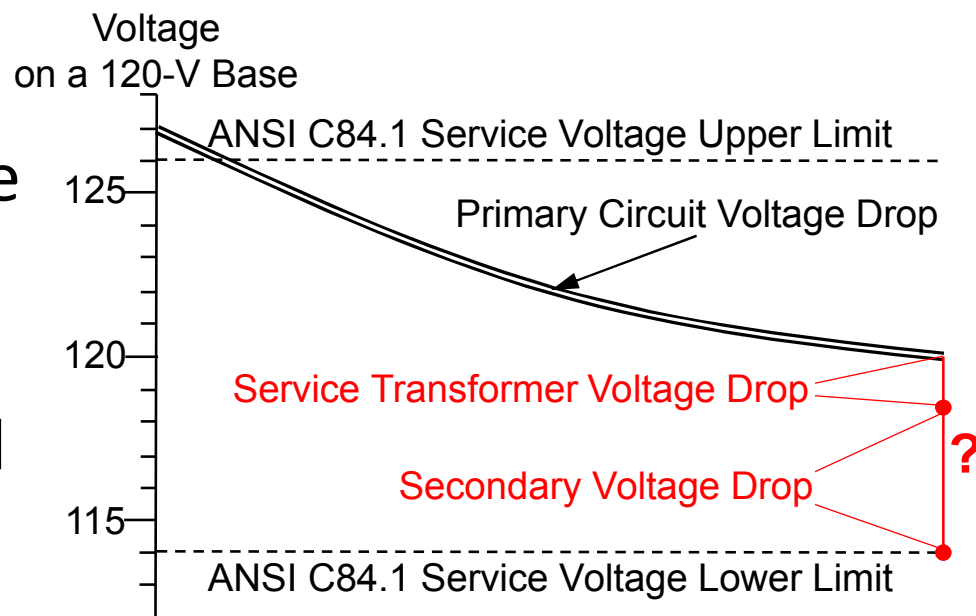 Voltage
on a 120-V Base
ANSI C84.1 Service Voltage Upper Limit
e
125
Primary Circuit Voltage Drop
120
Service Transformer Voltage Drop
?
Secondary Voltage Drop
115
ANSI C84.1 Service Voltage Lower Limit